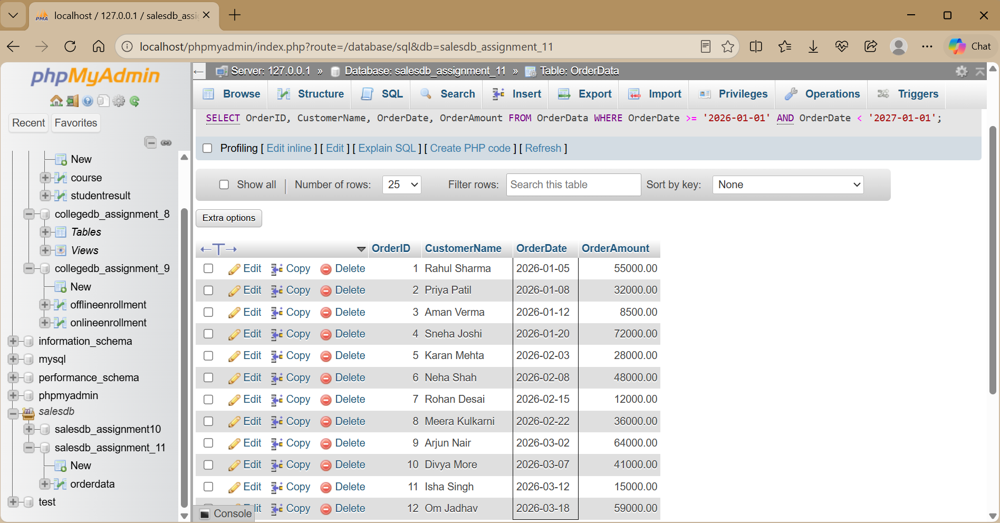 localhost / 127.0.0.1 / salesdb_assi
localhost/phpmyadmin/index.php?route=/database/sql&db=salesdb_assignment_11
Chat
phpMyAdmin
Recent
Favorites
New
course
studentresult
collegedb_assignment_8
Tables
Views
collegedb_assignment_9
New
offlineenrollment
onlineenrollment
information_schema
mysql
performance_schema
phpmyadmin
salesdb
salesdb_assignment10
salesdb_assignment_11
New
orderdata
test
Server: 127.0.0.1 » Database: salesdb_assignment_11 » Table: OrderData
Browse Structure SQL Search Insert Export Import Privileges Operations Triggers
SELECT OrderID, CustomerName, OrderDate, OrderAmount FROM OrderData WHERE OrderDate >= '2026-01-01' AND OrderDate < '2027-01-01';
Profiling [ Edit inline ] [ Edit ] [ Explain SQL ] [ Create PHP code ] [ Refresh ]
Show all | Number of rows: 25 Filter rows: Search this table Sort by key: None
Extra options
←T→ OrderID CustomerName OrderDate OrderAmount
Edit Copy Delete 1 Rahul Sharma 2026-01-05 55000.00
Edit Copy Delete 2 Priya Patil 2026-01-08 32000.00
Edit Copy Delete 3 Aman Verma 2026-01-12 8500.00
Edit Copy Delete 4 Sneha Joshi 2026-01-20 72000.00
Edit Copy Delete 5 Karan Mehta 2026-02-03 28000.00
Edit Copy Delete 6 Neha Shah 2026-02-08 48000.00
Edit Copy Delete 7 Rohan Desai 2026-02-15 12000.00
Edit Copy Delete 8 Meera Kulkarni 2026-02-22 36000.00
Edit Copy Delete 9 Arjun Nair 2026-03-02 64000.00
Edit Copy Delete 10 Divya More 2026-03-07 41000.00
Edit Copy Delete 11 Isha Singh 2026-03-12 15000.00
Copy Delete 12 Om Jadhav 2026-03-18 59000.00
Console